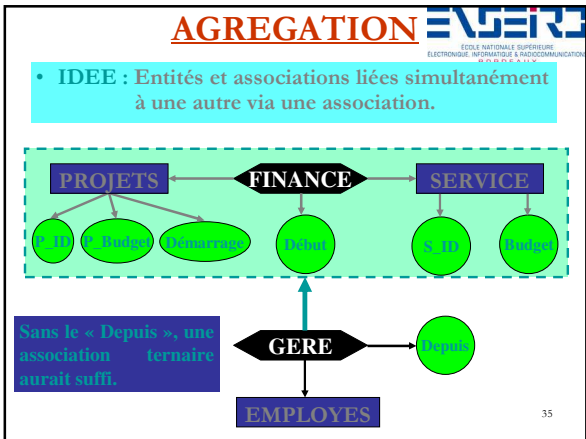 AGREGATION
ENSEIRB
ÉCOLE NATIONALE SUPÉRIEURE
ÉLECTRONIQUE, INFORMATIQUE & RADIOCOMMUNICATIONS
BORDEAUX
• IDEE : Entités et associations liées simultanément
à une autre via une association.
PROJETS FINANCE SERVICE
P_ID P_Budget Démarrage Début S_ID Budget
Sans le « Depuis », une
association ternaire
aurait suffi.
GERE Depuis
EMPLOYES
35